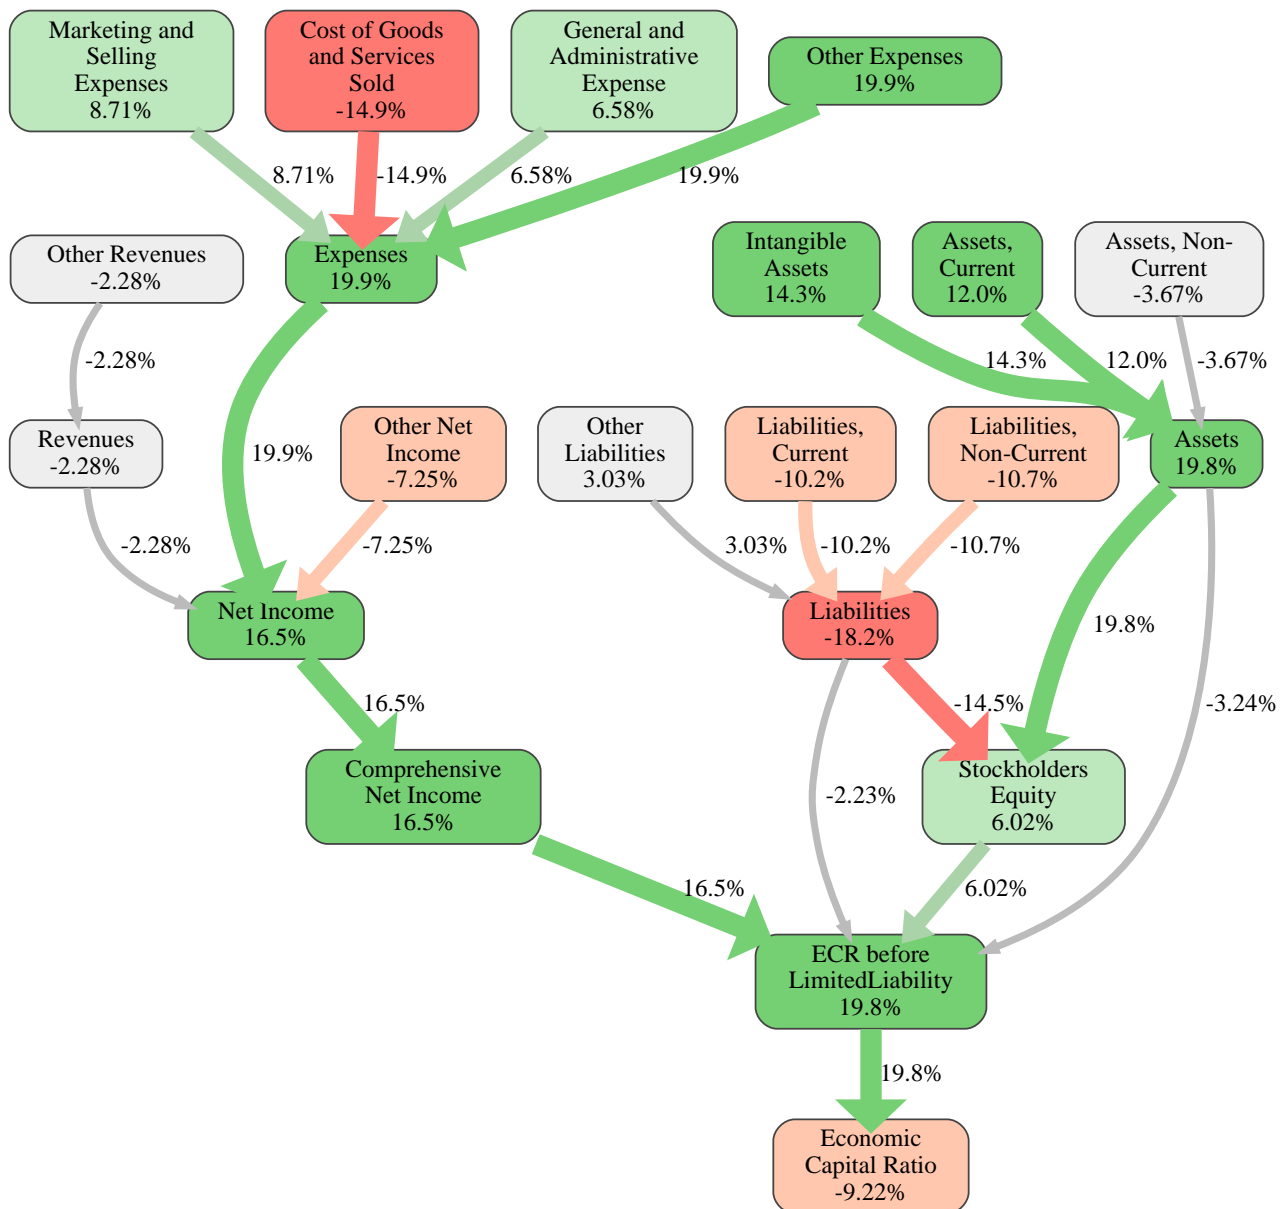 Marketing and
Selling
Expenses
8.71%
Cost of Goods
and Services
Sold
-14.9%
General and
Administrative
Expense
6.58%
Other Expenses
19.9%
8.71%
-14.9%
6.58%
19.9%
Other Revenues
-2.28%
Expenses
19.9%
Intangible
Assets
14.3%
Assets,
Current
12.0%
Assets, Non-
Current
-3.67%
-2.28%
14.3%
12.0%
-3.67%
Revenues
-2.28%
19.9%
Other Net
Income
-7.25%
Other
Liabilities
3.03%
Liabilities,
Current
-10.2%
Liabilities,
Non-Current
-10.7%
Assets
19.8%
-2.28%
-7.25%
3.03%
-10.2%
-10.7%
Net Income
16.5%
Liabilities
-18.2%
19.8%
16.5%
-14.5%
-3.24%
Comprehensive
Net Income
16.5%
-2.23%
Stockholders
Equity
6.02%
16.5%
6.02%
ECR before
LimitedLiability
19.8%
19.8%
Economic
Capital Ratio
-9.22%